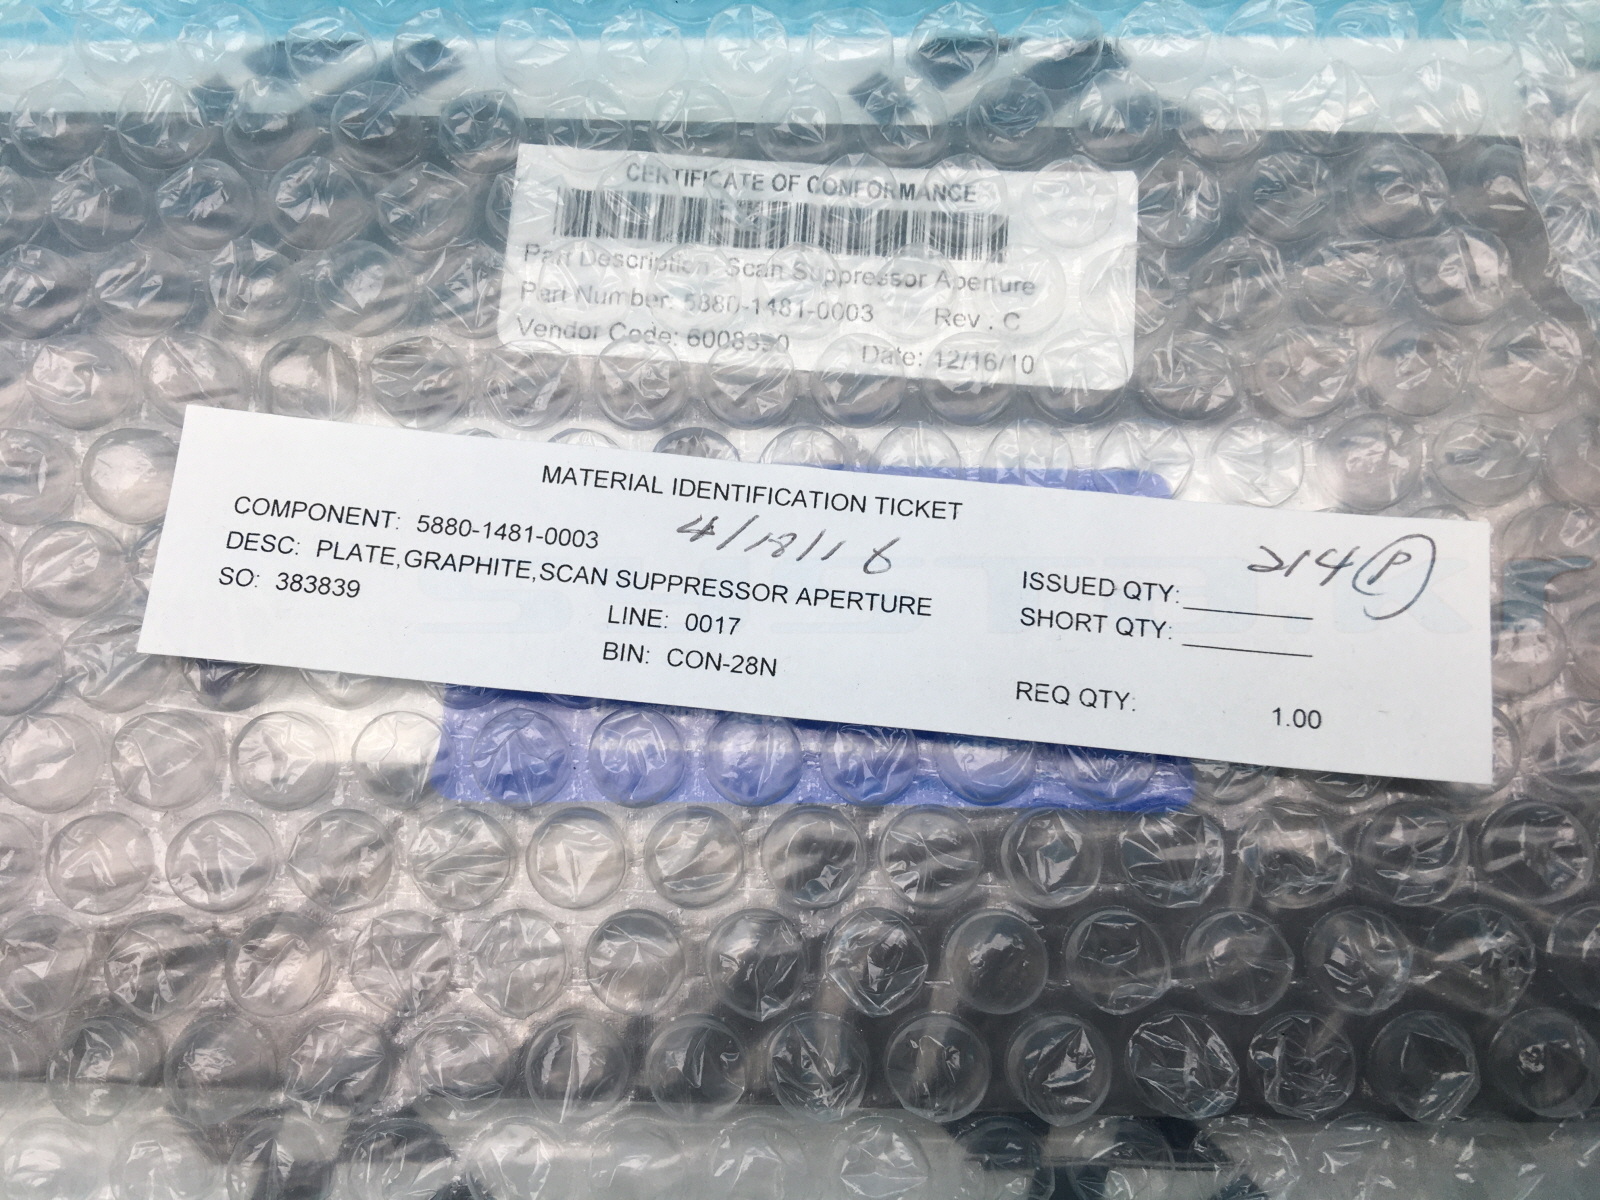 CERTIFICATE OF CONFORMANCE
Part Description: Scan Suppressor Aperture
Part Number: 5880-1481-0003 Rev . C
Vendor Code: Date: 12/16/10
MATERIAL IDENTIFICATION TICKET
COMPONENT: 5880-1481-0003 4/18/16
DESC: PLATE,GRAPHITE,SCAN SUPPRESSOR APERTURE
SO: 383839
LINE: 0017
BIN: CON-28N
214 P
ISSUED QTY:
SHORT QTY:
REQ QTY: 1.00